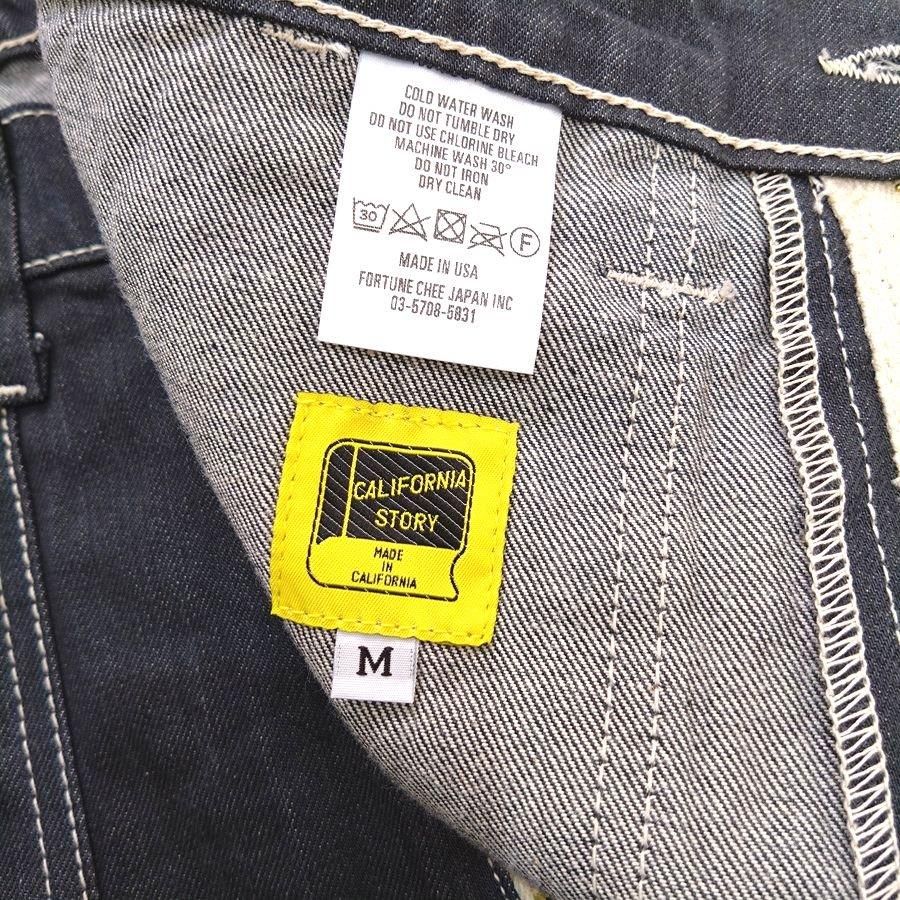 COLD WATER WASH
DO NOT TUMBLE DRY
DO NOT USE CHLORINE BLEACH
MACHINE WASH 30°
DO NOT IRON
DRY CLEAN
30 F
MADE IN USA
FORTUNE CHEE JAPAN INC
03-5708-5831
CALIFORNIA
STORY
MADE
IN
CALIFORNIA
M